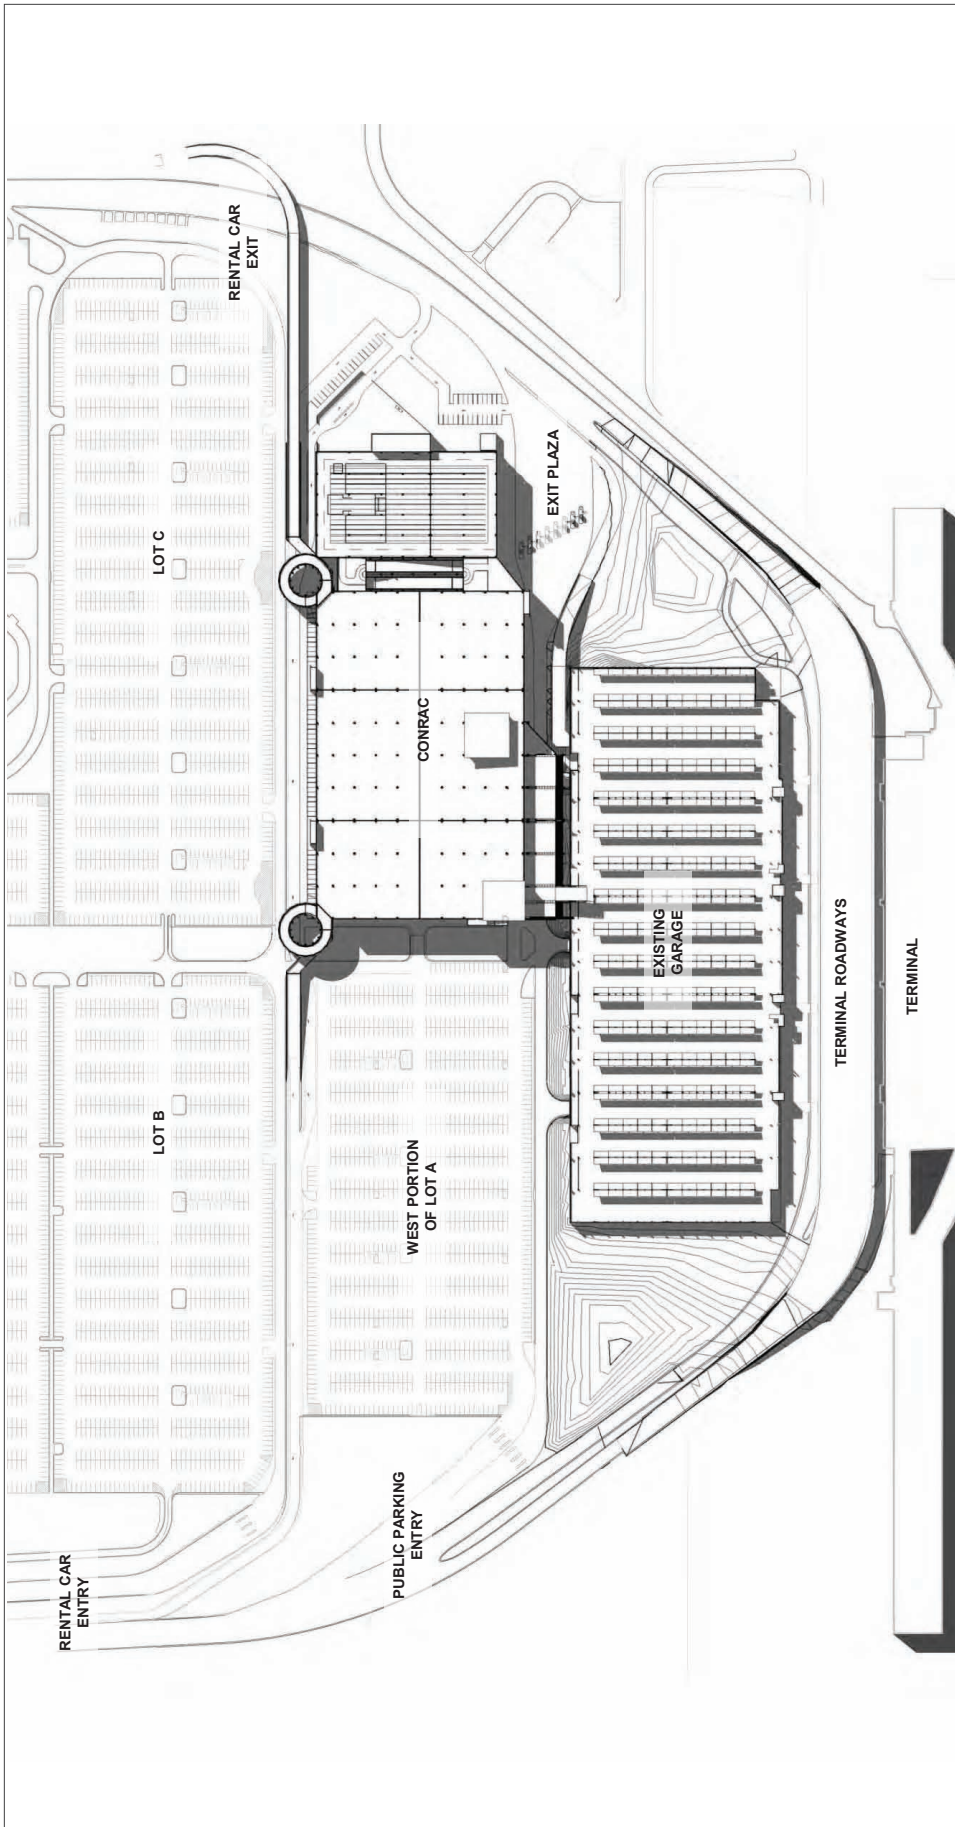 RENTAL CAR
ENTRY
LOT B
LOT C
RENTAL CAR
EXIT
PUBLIC PARKING
ENTRY
WEST PORTION
OF LOT A
CONRAC
EXIT PLAZA
EXISTING
GARAGE
TERMINAL ROADWAYS
TERMINAL